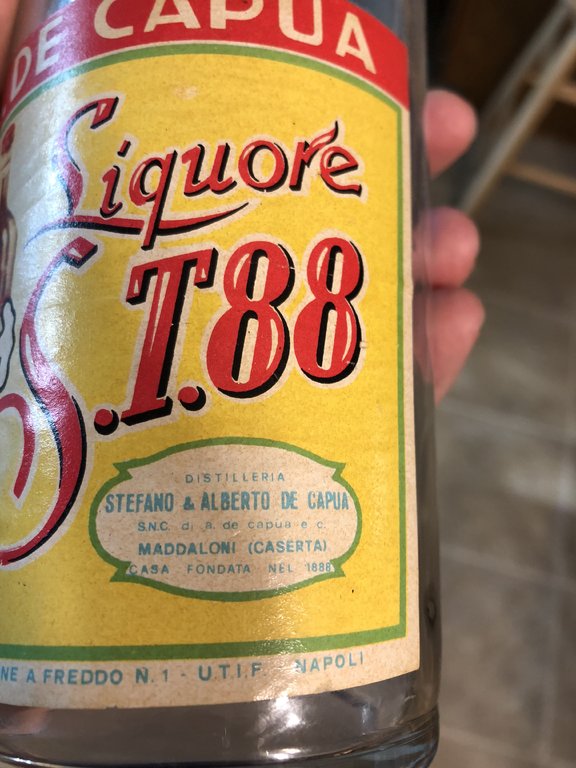 DE CAPUA
Liquore
S.T.88
DISTILLERIA
STEFANO & ALBERTO DE CAPUA
S.N.C. di a. de capua e c.
MADDALONI (CASERTA)
CASA FONDATA NEL 1888
NE A FREDDO N.1 - U.T.I.F. NAPOLI